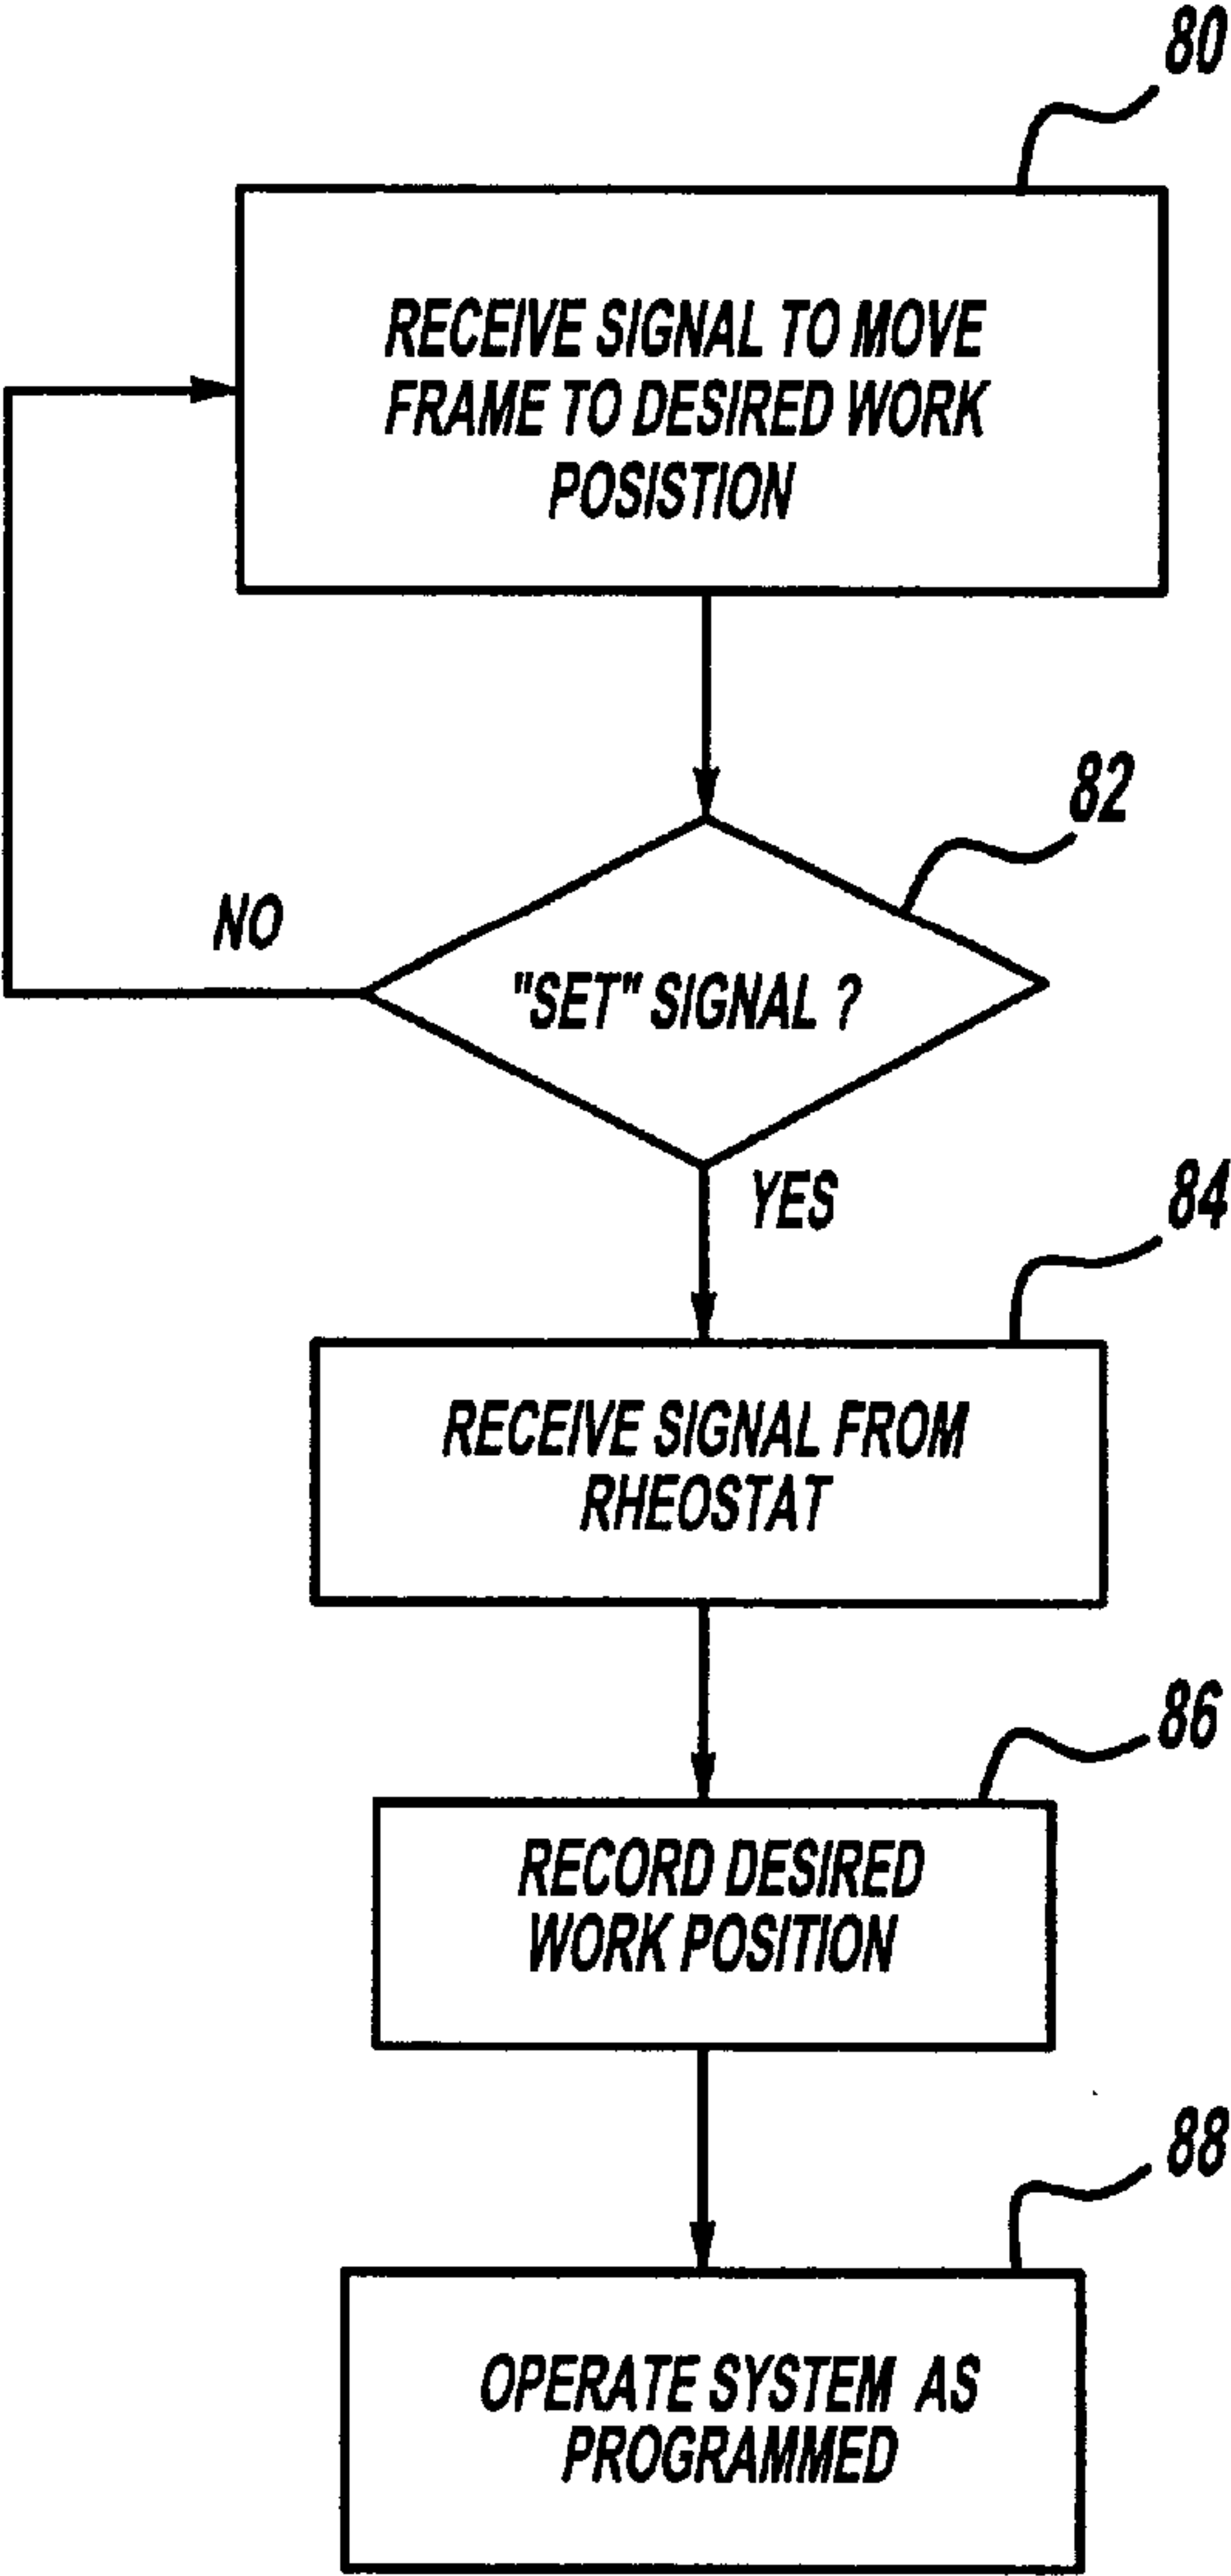 80
RECEIVE SIGNAL TO MOVE
FRAME TO DESIRED WORK
POSISTION
82
NO
"SET" SIGNAL ?
YES
84
RECEIVE SIGNAL FROM
RHEOSTAT
86
RECORD DESIRED
WORK POSITION
88
OPERATE SYSTEM AS
PROGRAMMED